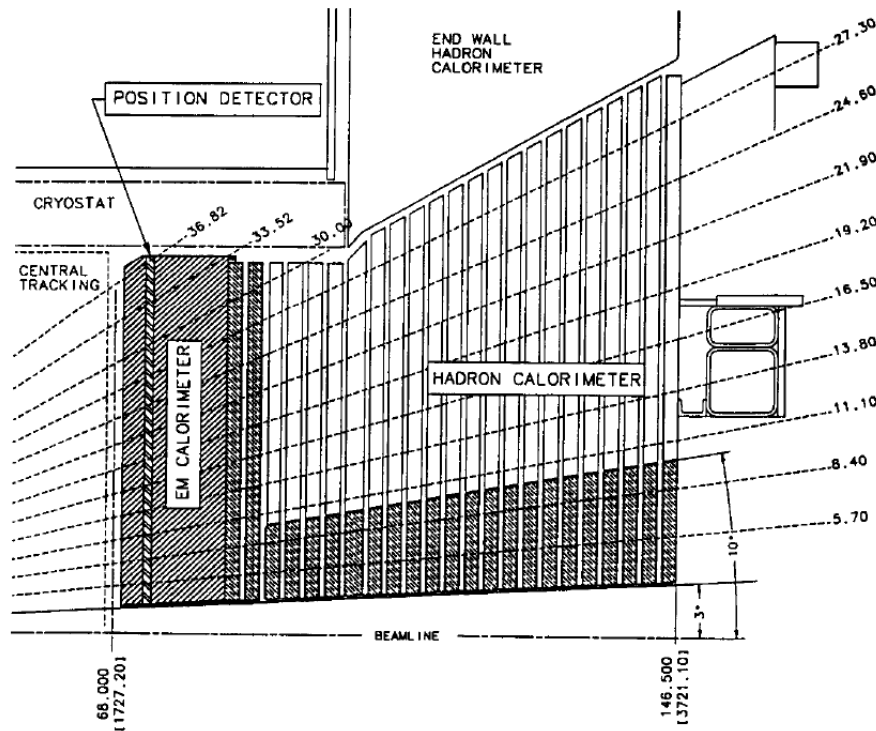 END WALL
HADRON
CALORIMETER
27.30
POSITION DETECTOR
24.60
21.90
CRYOSTAT
36.82
33.52
30.00
19.20
CENTRAL
TRACKING
16.50
EM CALORIMETER
HADRON CALORIMETER
13.80
11.10
8.40
5.70
10°
3°
BEAMLINE
68.000
[1727.20]
146.500
[3721.10]